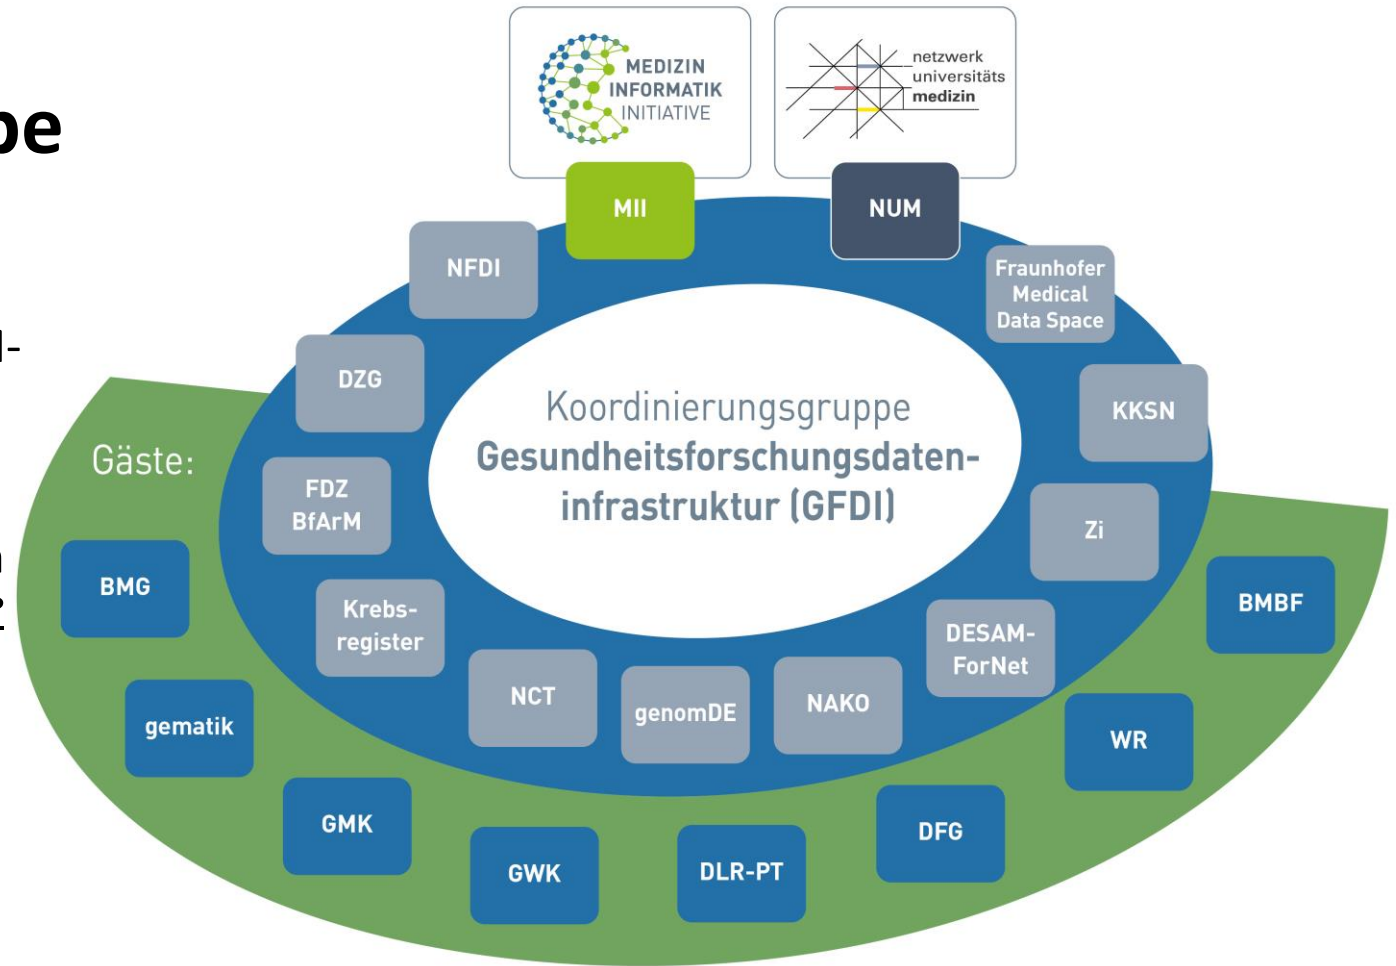 MEDIZIN
INFORMATIK
INITIATIVE
netzwerk
universitäts
medizin
MII
NUM
NFDI
Fraunhofer
Medical
Data Space
DZG
KKSN
Koordinierungsgruppe
Gesundheitsforschungsdaten-
infrastruktur (GFDI)
Gäste:
FDZ
BfArM
Zi
BMG
Krebs-
register
DESAM-
ForNet
BMBF
NCT
genomDE
NAKO
gematik
WR
GMK
GWK
DLR-PT
DFG